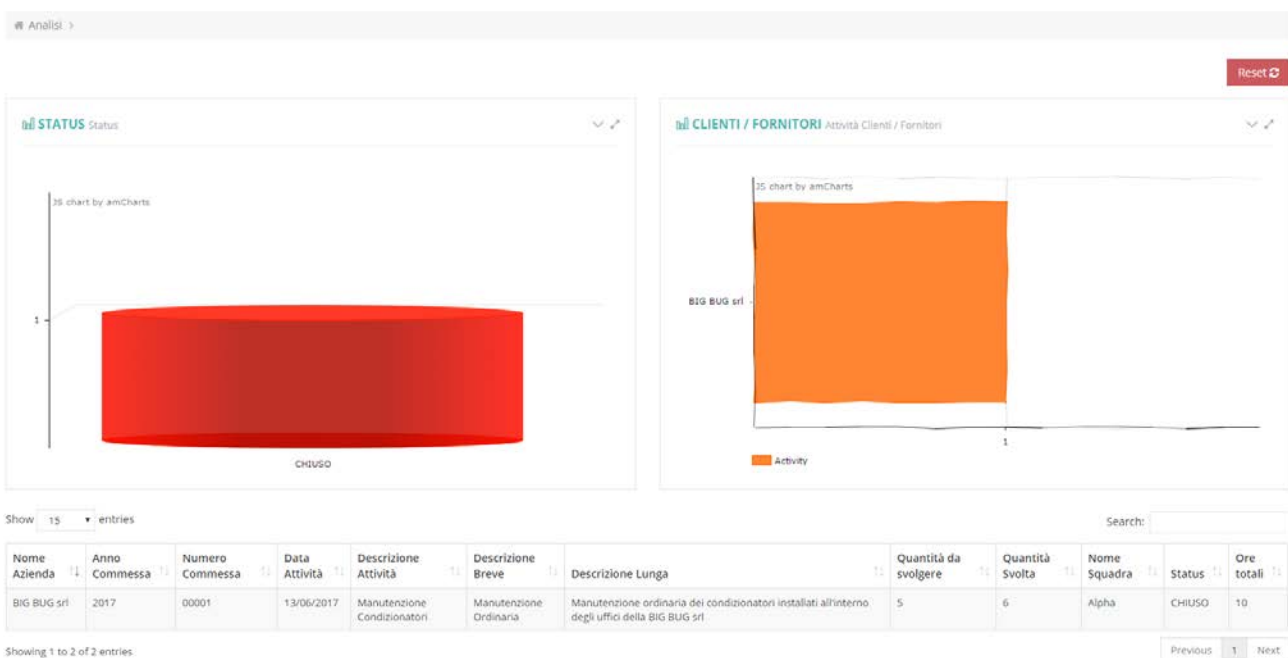 Analisi >
Reset
STATUS Status
CLIENTI / FORNITORI Attività Clienti / Fornitori
JS chart by amCharts
1
CHIUSO
JS chart by amCharts
BIG BUG srl
1
Activity
Show 15 entries
Search:
Nome Azienda Anno Commessa Numero Commessa Data Attività Descrizione Attività Descrizione Breve Descrizione Lunga Quantità da svolgere Quantità Svolta Nome Squadra Status Ore totali
BIG BUG srl 2017 00001 13/06/2017 Manutenzione Condizionatori Manutenzione Ordinaria Manutenzione ordinaria dei condizionatori installati all'interno degli uffici della BIG BUG srl 5 6 Alpha CHIUSO 10
Showing 1 to 2 of 2 entries
Previous 1 Next